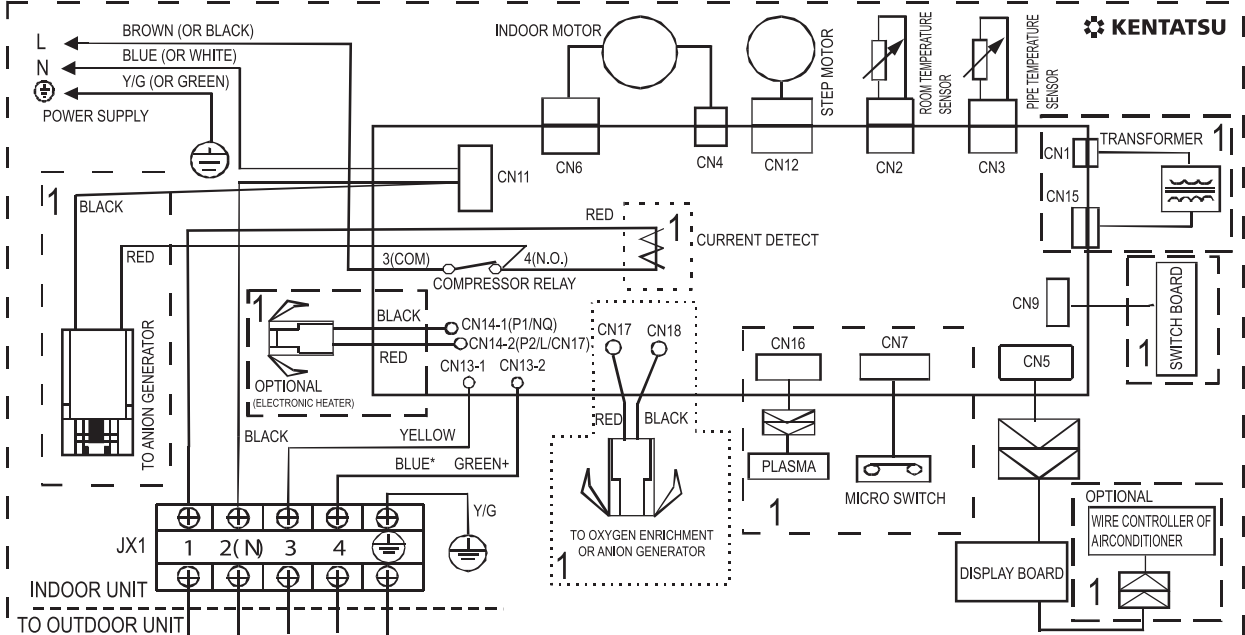 KENTATSU
L
BROWN (OR BLACK)
N
BLUE (OR WHITE)
Y/G (OR GREEN)
POWER SUPPLY
INDOOR MOTOR
STEP MOTOR
ROOM TEMPERATURE
SENSOR
PIPE TEMPERATURE
SENSOR
CN6
CN4
CN12
CN2
CN3
CN11
CN1
TRANSFORMER
1
CN15
1
BLACK
RED
TO ANION GENERATOR
RED
1
CURRENT DETECT
3(COM)
4(N.O.)
COMPRESSOR RELAY
1
BLACK
RED
OPTIONAL
(ELECTRONIC HEATER)
CN14-1(P1/NQ)
CN14-2(P2/L/CN17)
CN13-1
CN13-2
CN17
CN18
RED
BLACK
TO OXYGEN ENRICHMENT
OR ANION GENERATOR
1
CN16
CN7
PLASMA
MICRO SWITCH
1
CN9
SWITCH BOARD
1
CN5
DISPLAY BOARD
OPTIONAL
WIRE CONTROLLER OF
AIRCONDITIONER
1
BLACK
YELLOW
BLUE*
GREEN+
Y/G
JX1
1
2(N)
3
4
INDOOR UNIT
TO OUTDOOR UNIT